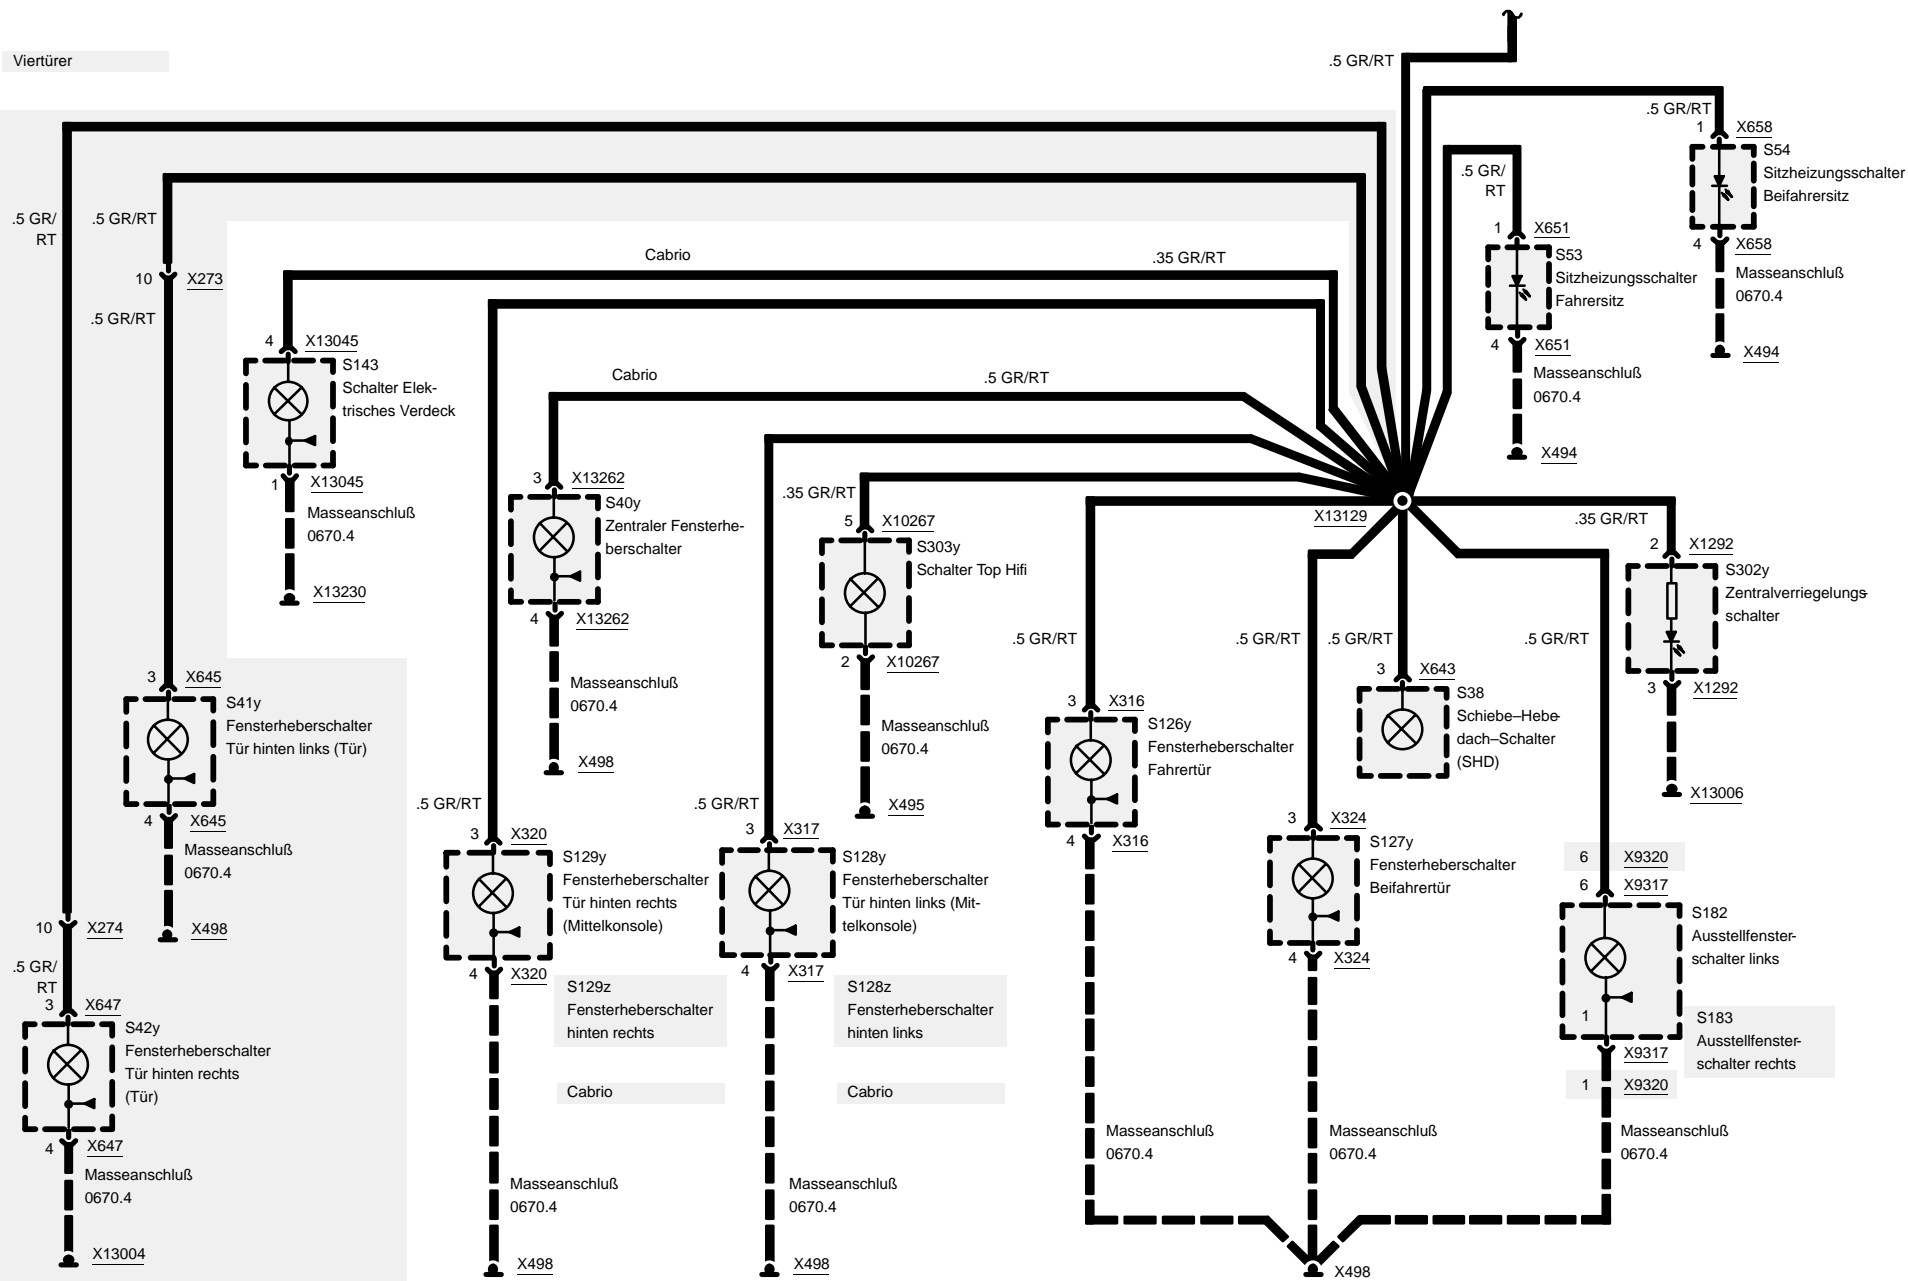 Viertürer
.5 GR/RT
.5 GR/RT
1 X658
S54
Sitzheizungsschalter
Beifahrersitz
4 X658
Masseanschluß
0670.4
X494
.5 GR/
RT
1 X651
S53
Sitzheizungsschalter
Fahrersitz
4 X651
Masseanschluß
0670.4
X494
.5 GR/
RT
.5 GR/RT
10 X273
.5 GR/RT
Cabrio
.35 GR/RT
4 X13045
S143
Schalter Elek-
trisches Verdeck
1 X13045
Masseanschluß
0670.4
X13230
Cabrio
.5 GR/RT
3 X13262
S40y
Zentraler Fensterhe-
berschalter
4 X13262
Masseanschluß
0670.4
X498
.35 GR/RT
5 X10267
S303y
Schalter Top Hifi
2 X10267
Masseanschluß
0670.4
X495
X13129
.35 GR/RT
2 X1292
S302y
Zentralverriegelungs-
schalter
3 X1292
X13006
.5 GR/RT
.5 GR/RT
.5 GR/RT
.5 GR/RT
3 X645
S41y
Fensterheberschalter
Tür hinten links (Tür)
4 X645
Masseanschluß
0670.4
X498
3 X316
S126y
Fensterheberschalter
Fahrertür
4 X316
3 X643
S38
Schiebe–Hebe-
dach–Schalter
(SHD)
3 X324
S127y
Fensterheberschalter
Beifahrertür
4 X324
6 X9320
6 X9317
S182
Ausstellfenster-
schalter links
1
S183
Ausstellfenster-
schalter rechts
X9317
1 X9320
.5 GR/RT
3 X320
S129y
Fensterheberschalter
Tür hinten rechts
(Mittelkonsole)
4 X320
S129z
Fensterheberschalter
hinten rechts
Cabrio
.5 GR/RT
3 X317
S128y
Fensterheberschalter
Tür hinten links (Mit-
telkonsole)
4 X317
S128z
Fensterheberschalter
hinten links
Cabrio
10 X274
.5 GR/
RT
3 X647
S42y
Fensterheberschalter
Tür hinten rechts
(Tür)
4 X647
Masseanschluß
0670.4
X13004
Masseanschluß
0670.4
X498
Masseanschluß
0670.4
X498
Masseanschluß
0670.4
Masseanschluß
0670.4
Masseanschluß
0670.4
X498